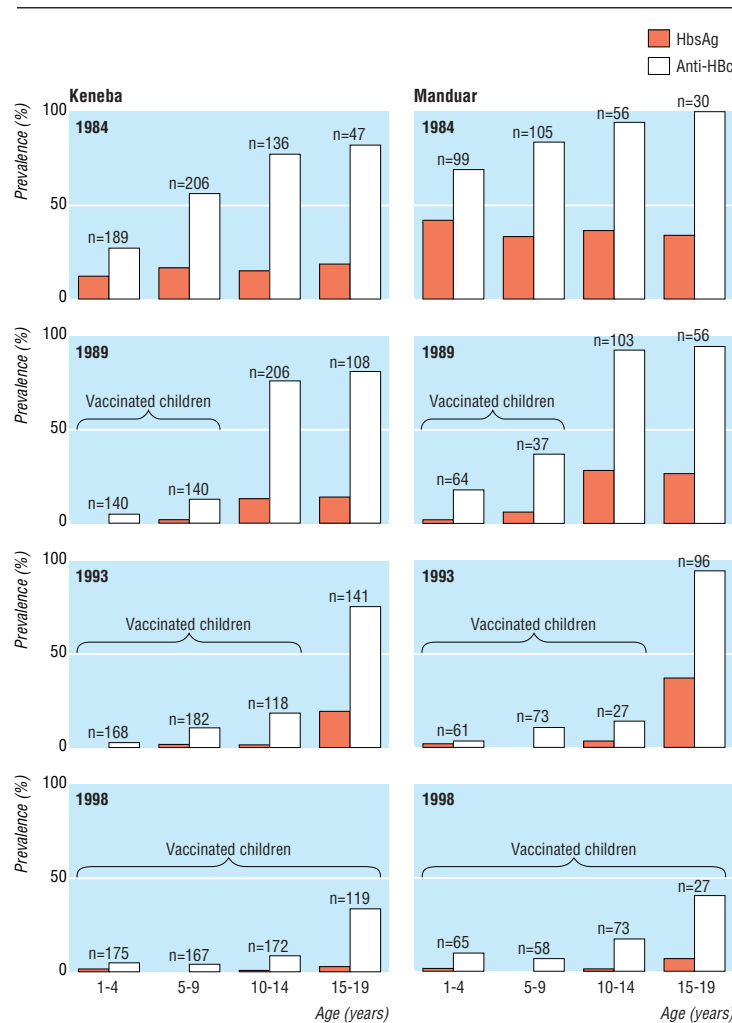 HbsAg
Anti-HBc
Keneba
Manduar
Prevalence (%)
100
50
0
1984
n=189
n=206
n=136
n=47
1984
n=99
n=105
n=56
n=30
Prevalence (%)
100
50
0
1989
Vaccinated children
n=140
n=140
n=206
n=108
1989
Vaccinated children
n=64
n=37
n=103
n=56
Prevalence (%)
100
50
0
1993
Vaccinated children
n=168
n=182
n=118
n=141
1993
Vaccinated children
n=61
n=73
n=27
n=96
Prevalence (%)
100
50
0
1998
Vaccinated children
n=175
n=167
n=172
n=119
1998
Vaccinated children
n=65
n=58
n=73
n=27
1-4 5-9 10-14 15-19
Age (years)
1-4 5-9 10-14 15-19
Age (years)